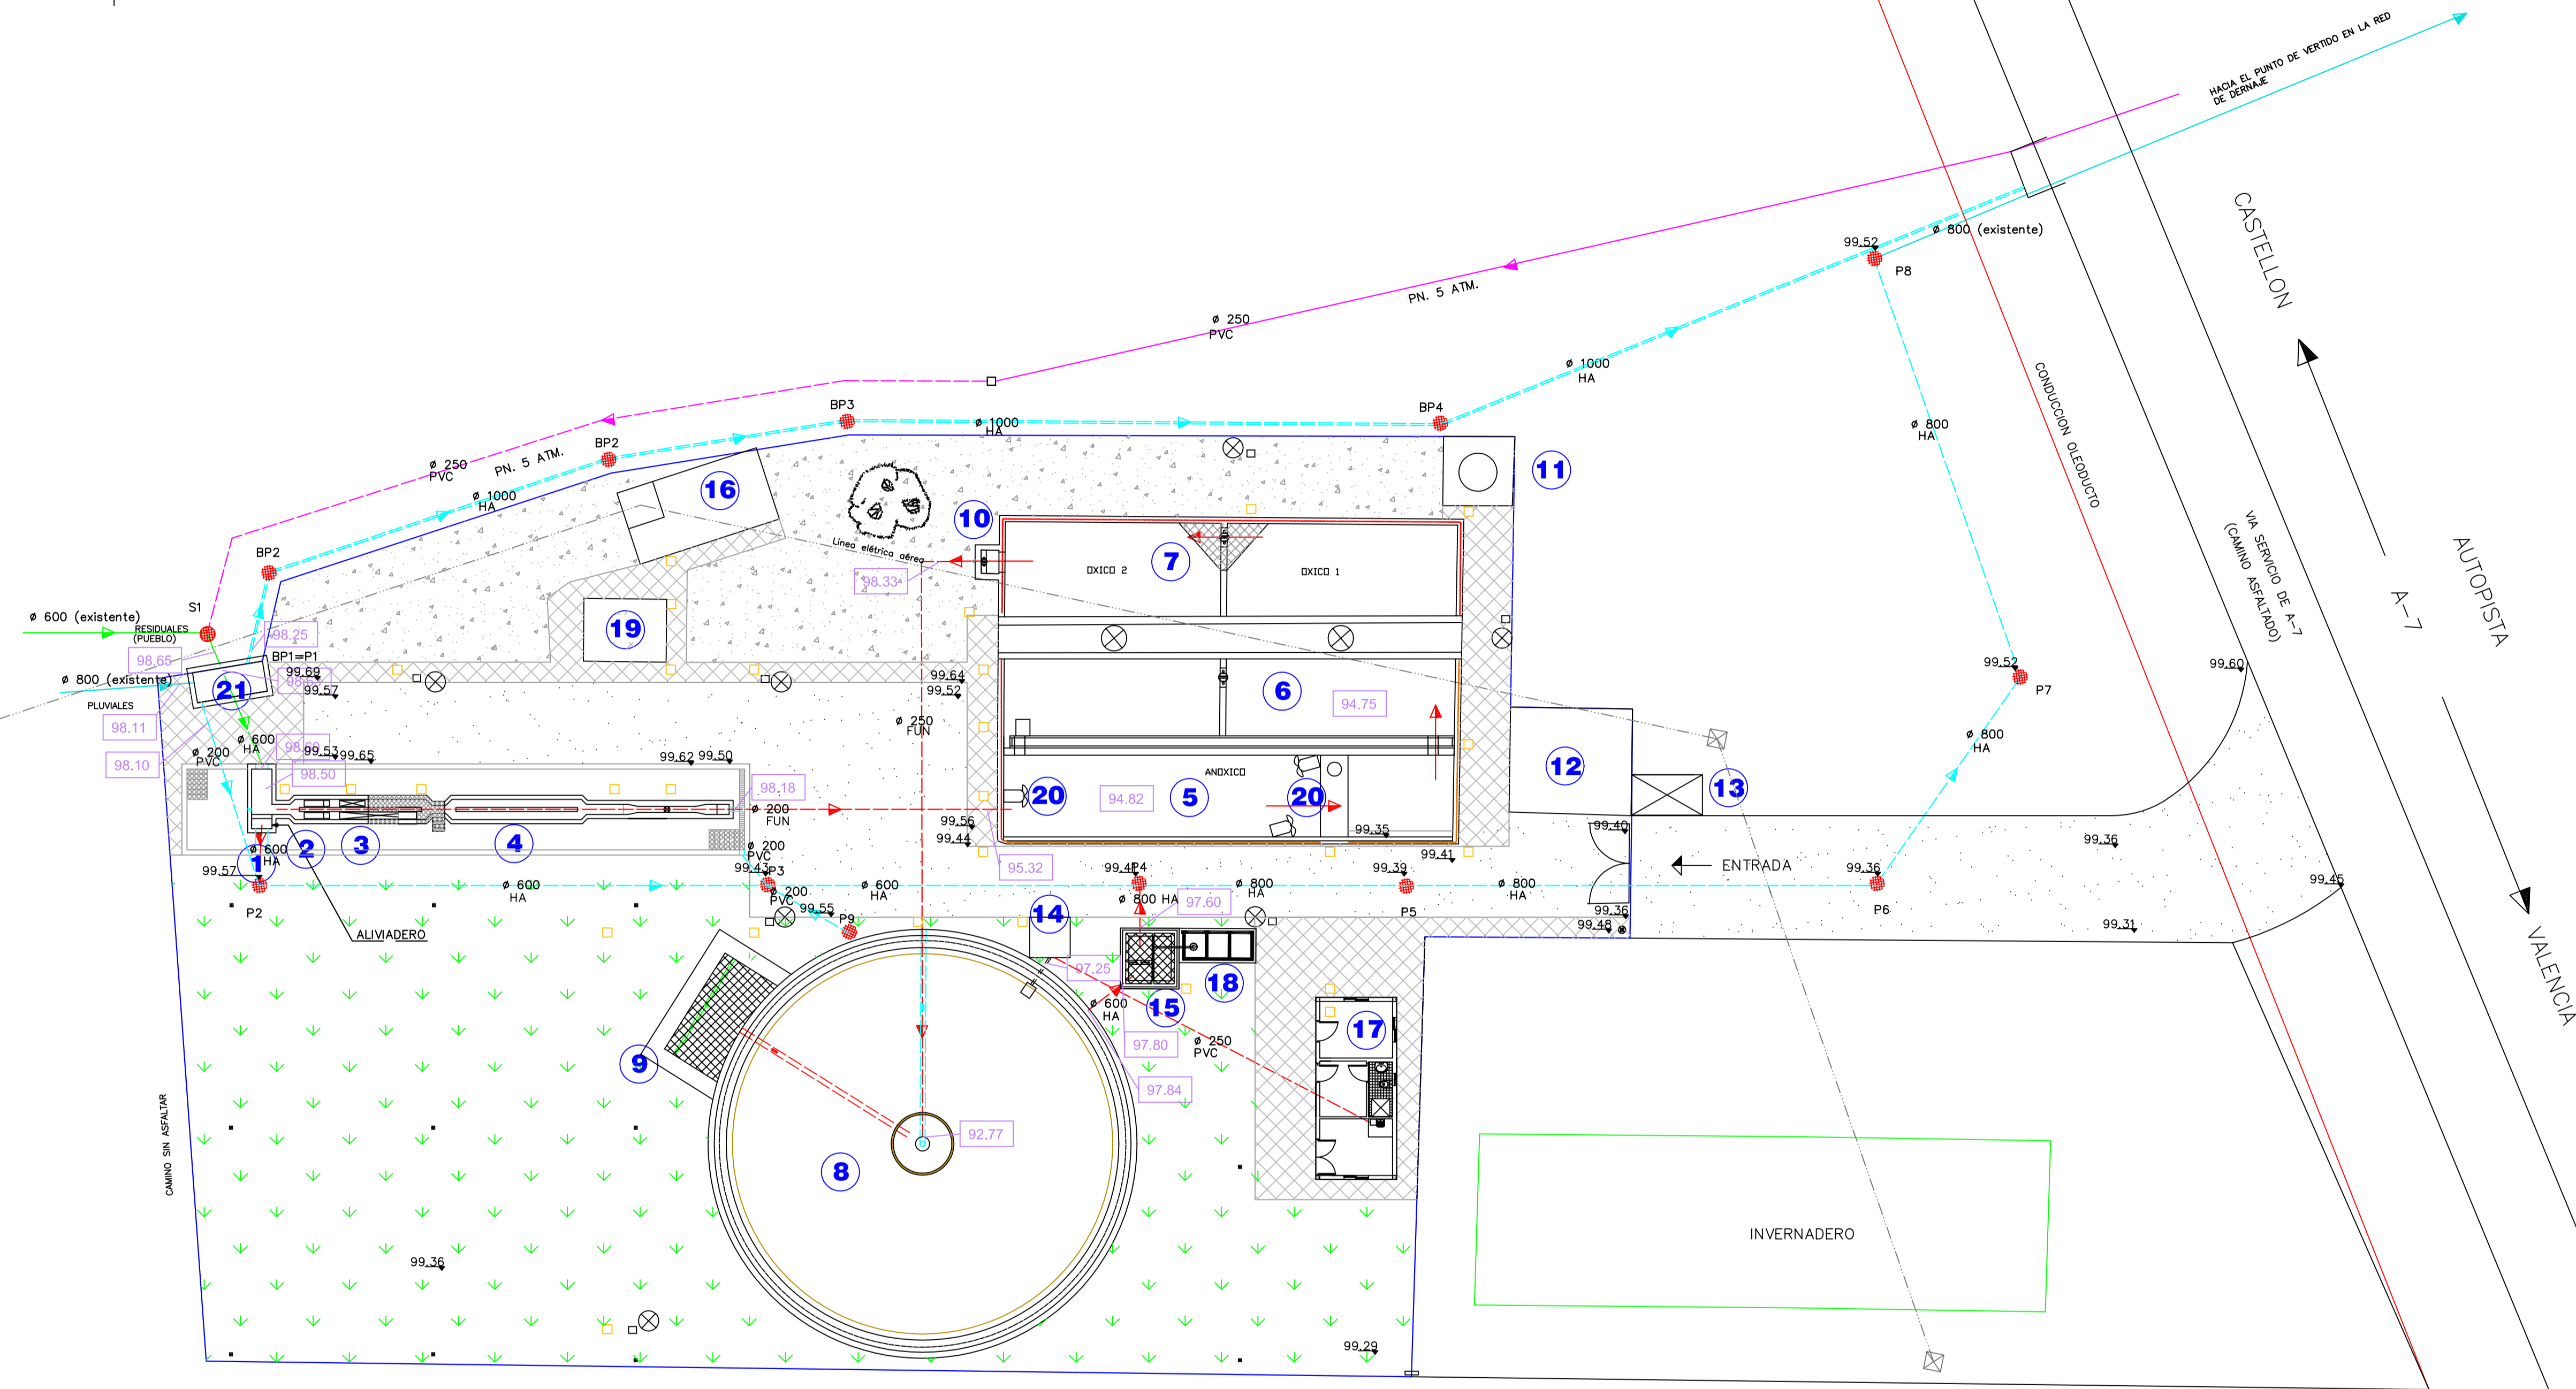 HACIA EL PUNTO DE VERTIDO EN LA RED
DE DERNAJE
CASTELLON
99.52
ø 800 (existente)
P8
PN. 5 ATM.
ø 250
PVC
ø 1000
HA
CONDUCCION OLEODUCTO
BP3
BP4
ø 1000
HA
ø 800
HA
BP2
ø 250
PVC
PN. 5 ATM.
ø 1000
HA
16
11
10
Linea elétrica aérea
98.33
7
OXICO 2
OXICO 1
VIA SERVICIO DE A-7
(CAMINO ASFALTADO)
AUTOPISTA
A-7
BP2
S1
ø 600 (existente)
RESIDUALES
(PUEBLO)
98.25
98.65
BP1=P1
99.69
99.57
ø 800 (existente)
21
PLUVIALES
98.11
98.10
19
99.64
99.52
6
94.75
99.52
P7
99.60
ø 250
FUN
ø 600
HA
ø 200
PVC
99.53
99.65
99.62
99.50
98.50
98.18
ø 200
FUN
ANOXICO
20
94.82
5
20
12
13
ø 800
HA
1
2
3
4
ø 600
HA
99.57
P2
ALIVIADERO
ø 200
PVC
99.43
P3
99.56
99.44
95.32
99.35
99.41
99.40
99.36
ø 600
HA
ø 200
PVC
99.55
P9
ø 600
HA
P4
ø 800 HA
97.60
ø 800
HA
99.39
P5
ø 800
HA
ENTRADA
99.36
P6
99.36
99.48
99.45
99.31
14
97.25
15
18
ø 600
HA
97.80
ø 250
PVC
97.84
17
9
8
92.77
CAMINO SIN ASFALTAR
VALENCIA
INVERNADERO
99.36
99.29